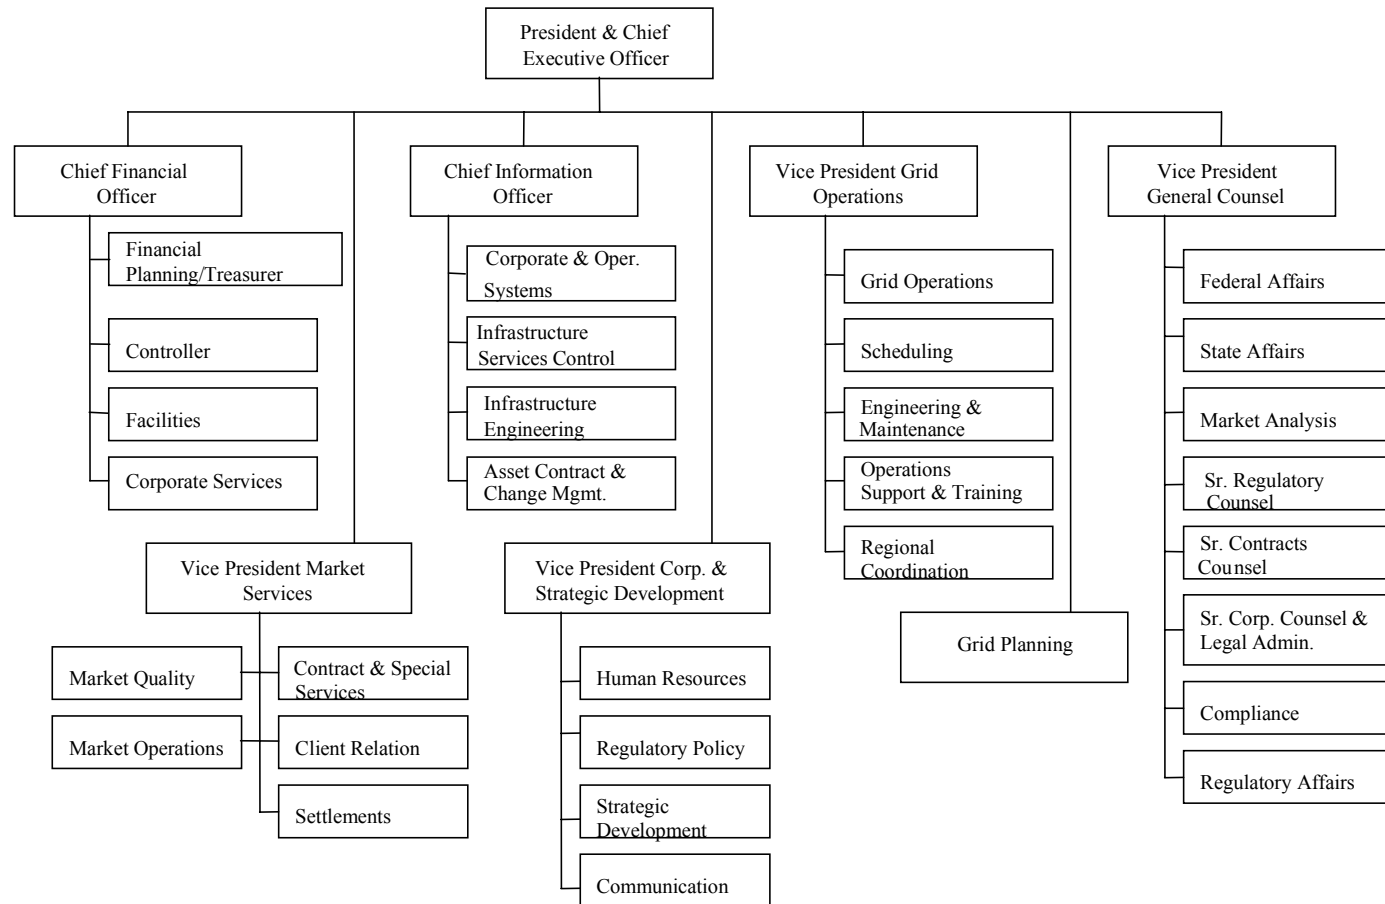 President & Chief
Executive Officer
Chief Financial
Officer
Chief Information
Officer
Vice President Grid
Operations
Vice President
General Counsel
Financial
Planning/Treasurer
Controller
Facilities
Corporate Services
Corporate & Oper.
Systems
Infrastructure
Services Control
Infrastructure
Engineering
Asset Contract &
Change Mgmt.
Grid Operations
Scheduling
Engineering &
Maintenance
Operations
Support & Training
Regional
Coordination
Federal Affairs
State Affairs
Market Analysis
Sr. Regulatory
Counsel
Sr. Contracts
Counsel
Sr. Corp. Counsel &
Legal Admin.
Compliance
Regulatory Affairs
Vice President Market
Services
Market Quality
Market Operations
Contract & Special
Services
Client Relation
Settlements
Vice President Corp. &
Strategic Development
Human Resources
Regulatory Policy
Strategic
Development
Communication
Grid Planning